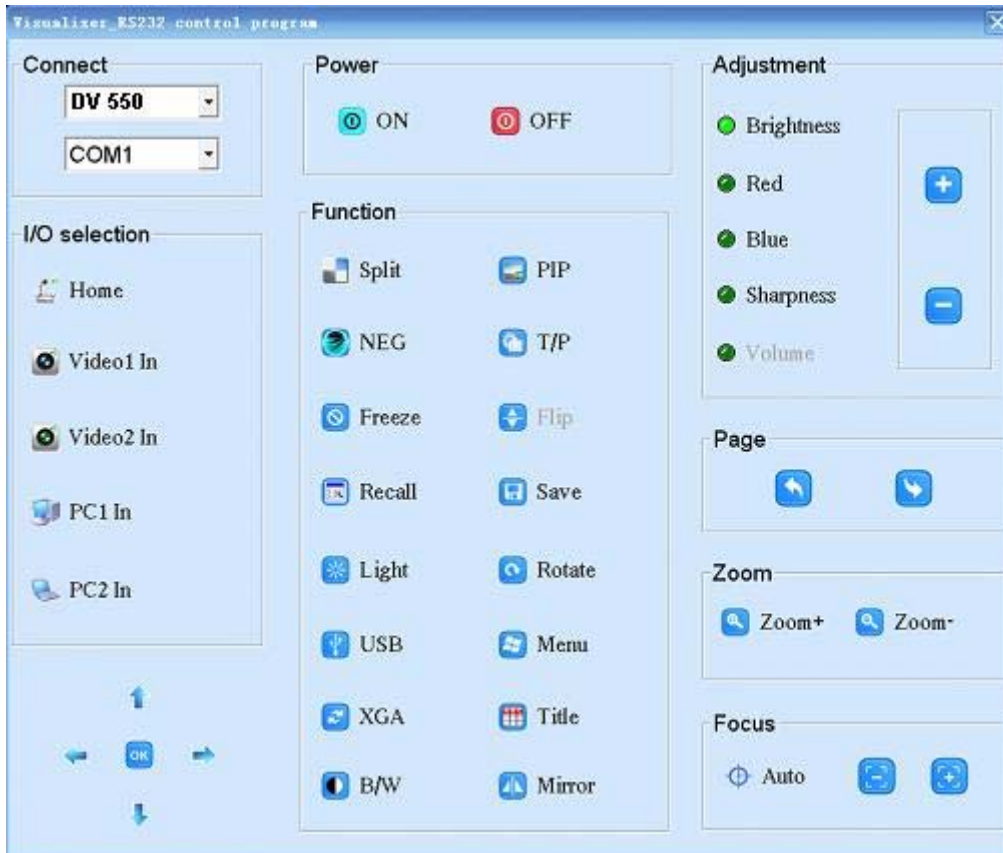 Visualizer_RS232 control program
Connect
DV 550
COM1
I/O selection
Home
Video1 In
Video2 In
PC1 In
PC2 In
OK
Power
ON
OFF
Function
Split
PIP
NEG
T/P
Freeze
Flip
Recall
Save
Light
Rotate
USB
Menu
XGA
Title
B/W
Mirror
Adjustment
Brightness
Red
Blue
Sharpness
Volume
Page
Zoom
Zoom+
Zoom-
Focus
Auto